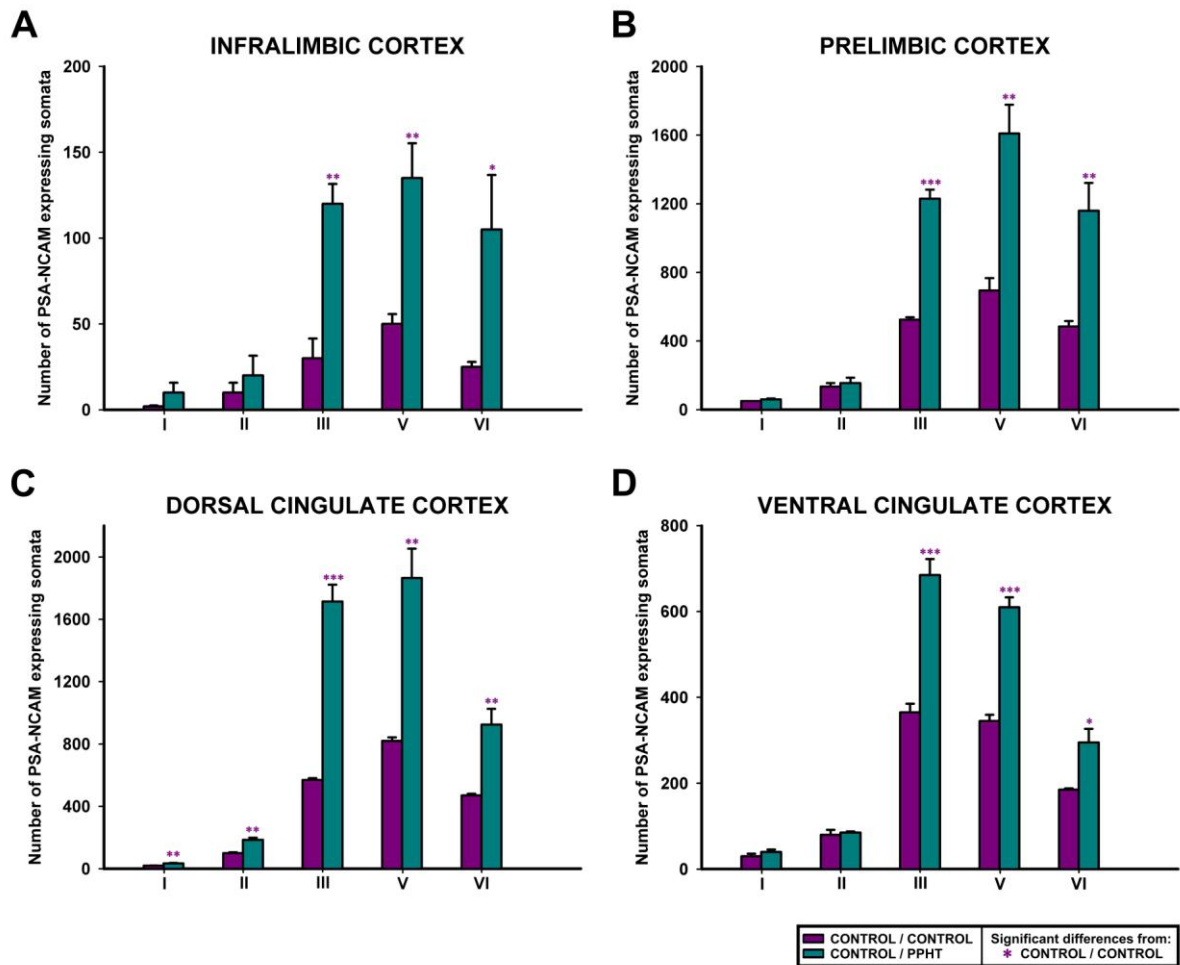 A
INFRALIMBIC CORTEX
Number of PSA-NCAM expressing somata
200
150
100
50
0
**
**
*
I II III V VI
B
PRELIMBIC CORTEX
Number of PSA-NCAM expressing somata
2000
1600
1200
800
400
0
***
**
**
I II III V VI
C
DORSAL CINGULATE CORTEX
Number of PSA-NCAM expressing somata
2000
1600
1200
800
400
0
**
**
***
**
**
I II III V VI
D
VENTRAL CINGULATE CORTEX
Number of PSA-NCAM expressing somata
800
600
400
200
0
***
***
*
I II III V VI
CONTROL / CONTROL
CONTROL / PPHT
Significant differences from:
* CONTROL / CONTROL